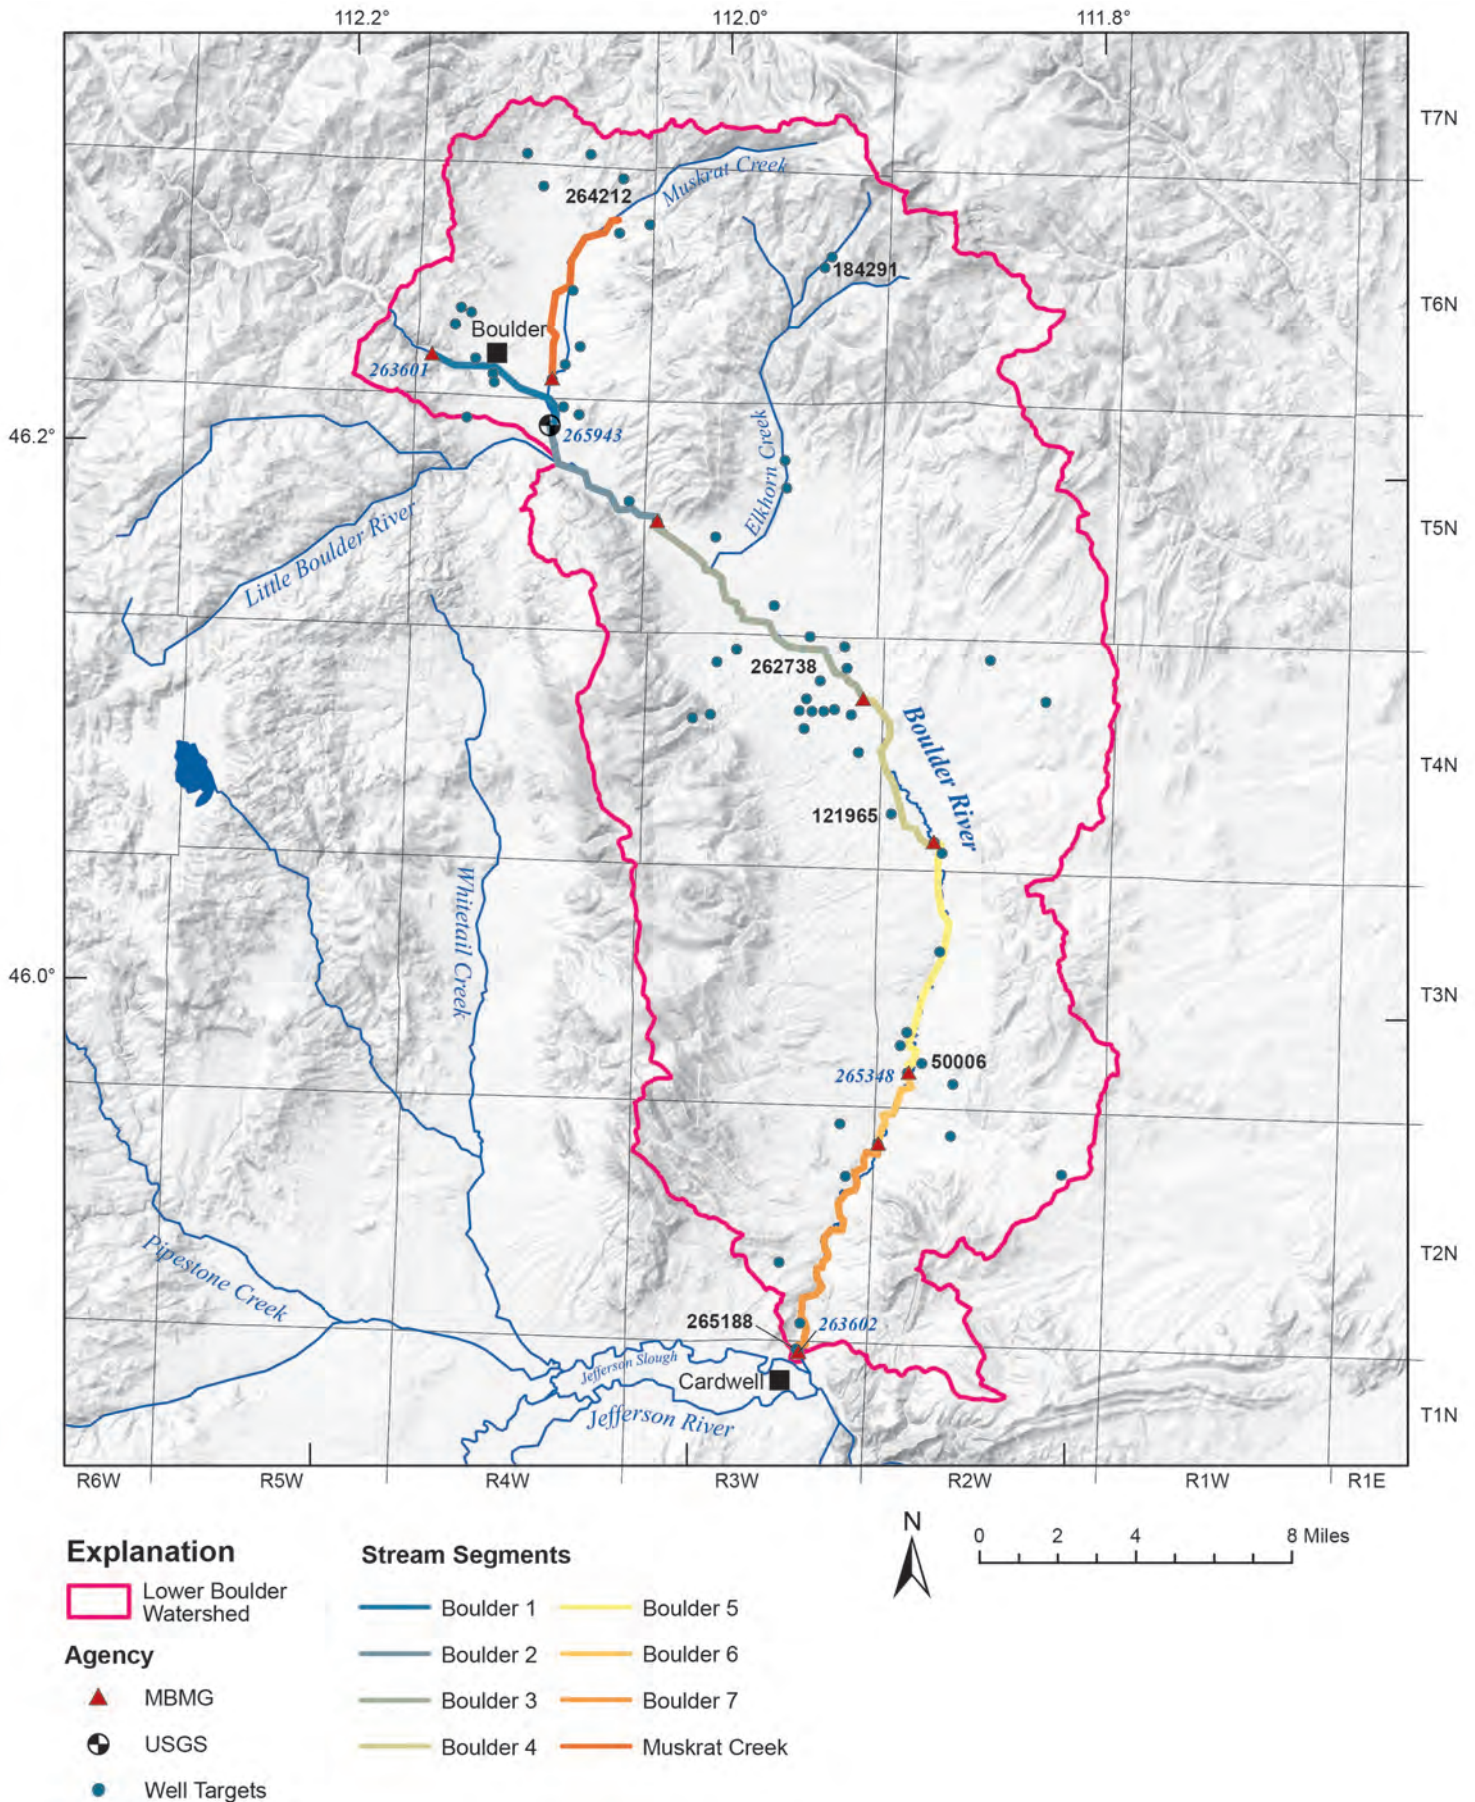 112.2°
112.0°
111.8°
T7N
T6N
T5N
T4N
T3N
T2N
T1N
46.2°
46.0°
264212
Muskrat Creek
184291
Boulder
263601
265943
Elkhorn Creek
Little Boulder River
262738
Boulder River
121965
Whitetail Creek
50006
265348
Pipestone Creek
265188
263602
Jefferson Slough
Cardwell
Jefferson River
R6W
R5W
R4W
R3W
R2W
R1W
R1E
Explanation
Lower Boulder
Watershed
Agency
MBMG
USGS
Well Targets
Stream Segments
Boulder 1
Boulder 2
Boulder 3
Boulder 4
Boulder 5
Boulder 6
Boulder 7
Muskrat Creek
N
0 2 4 8 Miles